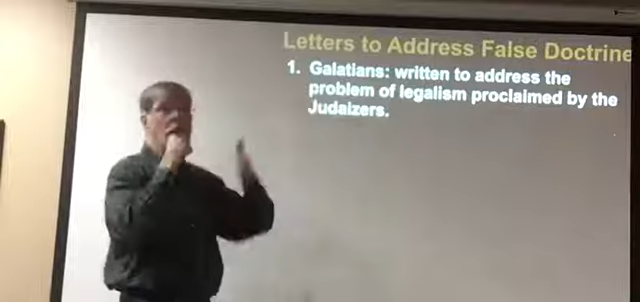 Letters to Address False Doctrine
1. Galatians: written to address the
problem of legalism proclaimed by the
Judaizers.